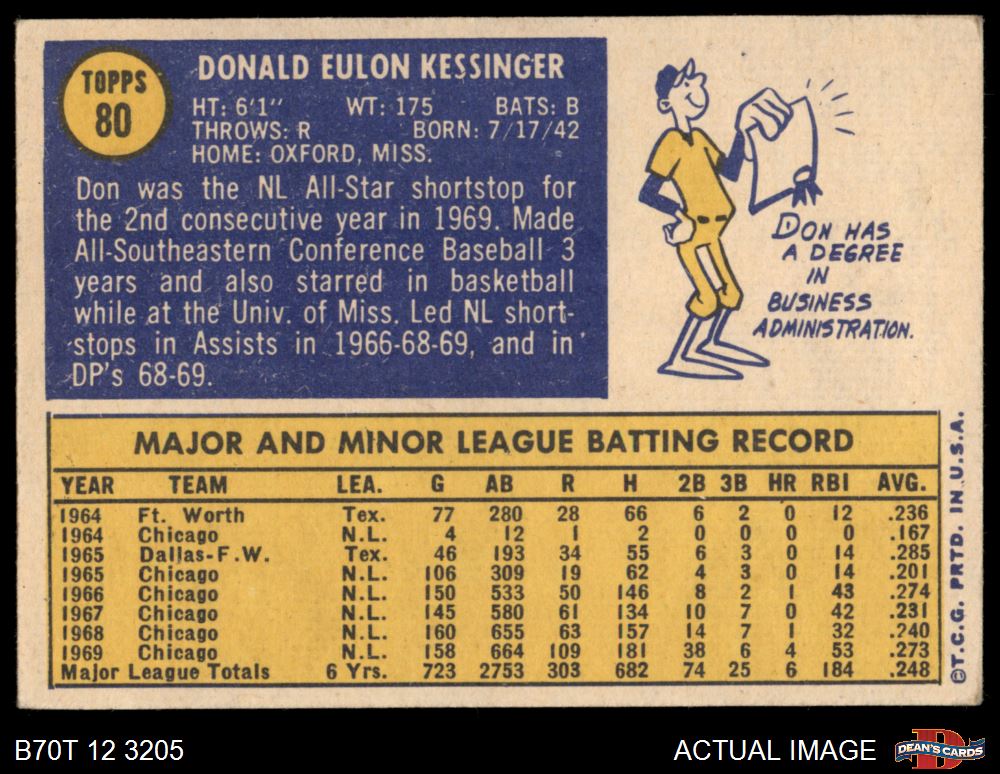 TOPPS
80
DONALD EULON KESSINGER
HT: 6'1" WT: 175 BATS: B
THROWS: R BORN: 7/17/42
HOME: OXFORD, MISS.
Don was the NL All-Star shortstop for
the 2nd consecutive year in 1969. Made
All-Southeastern Conference Baseball 3
years and also starred in basketball
while at the Univ. of Miss. Led NL short-
stops in Assists in 1966-68-69, and in
DP's 68-69.
DON HAS
A DEGREE
IN
BUSINESS
ADMINISTRATION.
MAJOR AND MINOR LEAGUE BATTING RECORD
YEAR TEAM LEA. G AB R H 2B 3B HR RBI AVG.
1964 Ft. Worth Tex. 77 280 28 66 6 2 0 12 .236
1964 Chicago N.L. 4 12 1 2 0 0 0 0 .167
1965 Dallas-F.W. Tex. 46 193 34 55 6 3 0 14 .285
1965 Chicago N.L. 106 309 19 62 4 3 0 14 .201
1966 Chicago N.L. 150 533 50 146 8 2 1 43 .274
1967 Chicago N.L. 145 580 61 134 10 7 0 42 .231
1968 Chicago N.L. 160 655 63 157 14 7 1 32 .240
1969 Chicago N.L. 158 664 109 181 38 6 4 53 .273
Major League Totals 6 Yrs. 723 2753 303 682 74 25 6 184 .248
©T.C.G. PRTD. IN U.S.A.
B70T 12 3205
ACTUAL IMAGE
D
DEAN'S CARDS